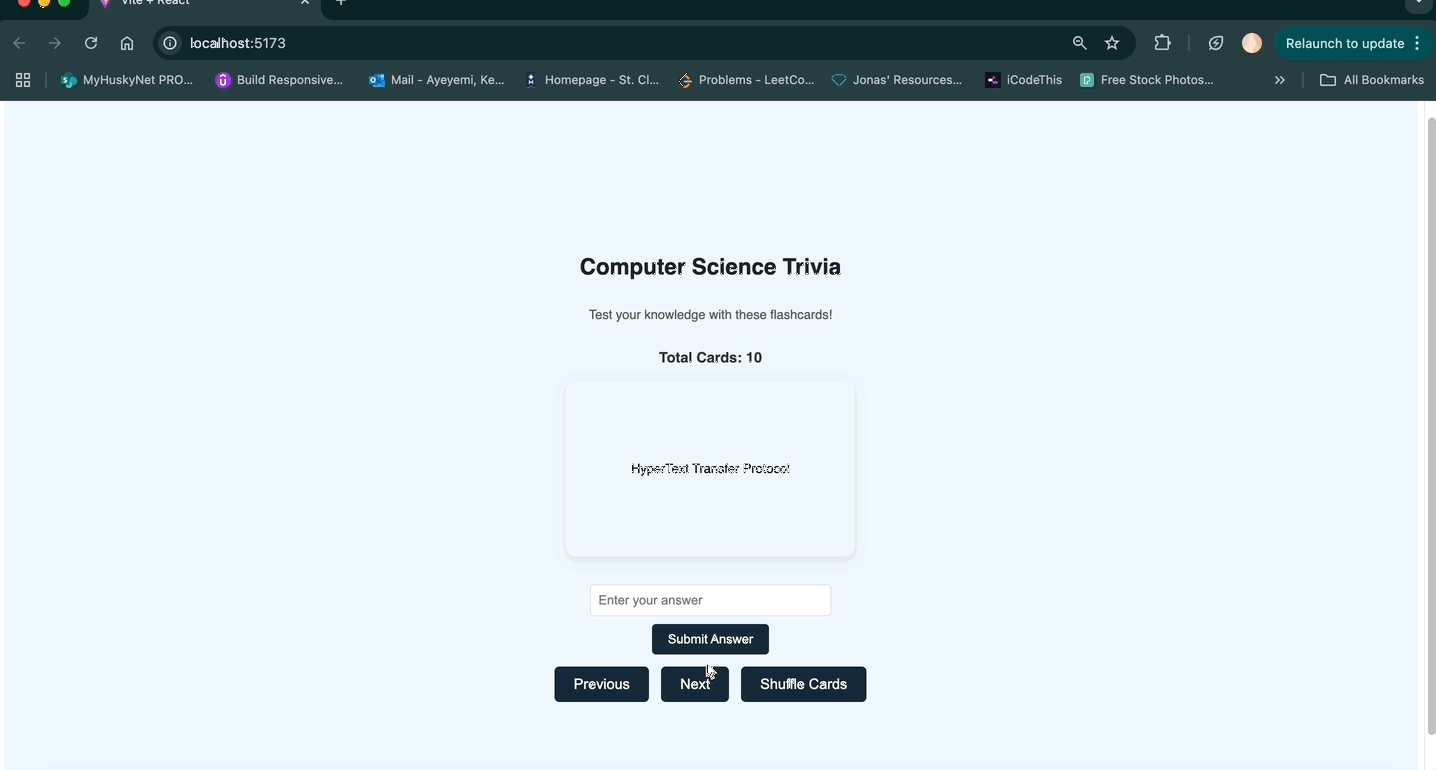 Vite + React
localhost:5173
Relaunch to update
MyHuskyNet PRO...
Build Responsive...
Mail - Ayeyemi, Ke...
Homepage - St. Cl...
Problems - LeetCo...
Jonas' Resources...
iCodeThis
Free Stock Photos...
All Bookmarks
Computer Science Trivia
Test your knowledge with these flashcards!
Total Cards: 10
HyperText Transfer Protocol
Enter your answer
Submit Answer
Previous
Next
Shuffle Cards